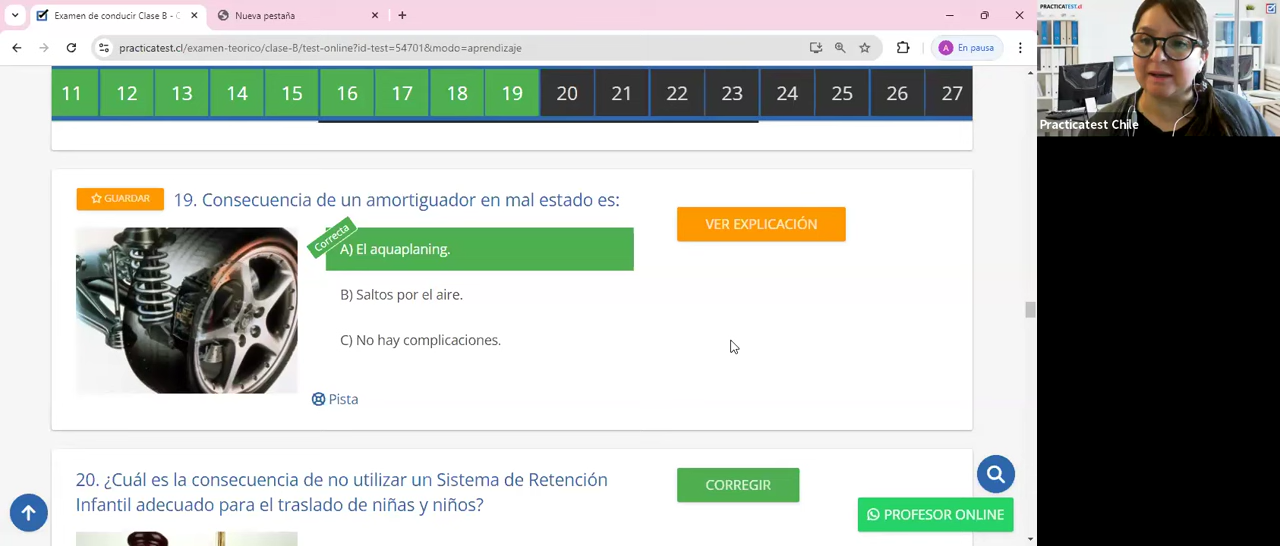 Examen de conducir Clase B - C
Nueva pestaña
practicatest.cl/examen-teorico/clase-B/test-online?id-test=54701&modo=aprendizaje
A
En pausa
PRACTICATEST.CL
Practicatest Chile
11 12 13 14 15 16 17 18 19 20 21 22 23 24 25 26 27
GUARDAR
19. Consecuencia de un amortiguador en mal estado es:
VER EXPLICACIÓN
Correcta
A) El aquaplaning.
B) Saltos por el aire.
C) No hay complicaciones.
Pista
20. ¿Cuál es la consecuencia de no utilizar un Sistema de Retención
Infantil adecuado para el traslado de niñas y niños?
CORREGIR
PROFESOR ONLINE